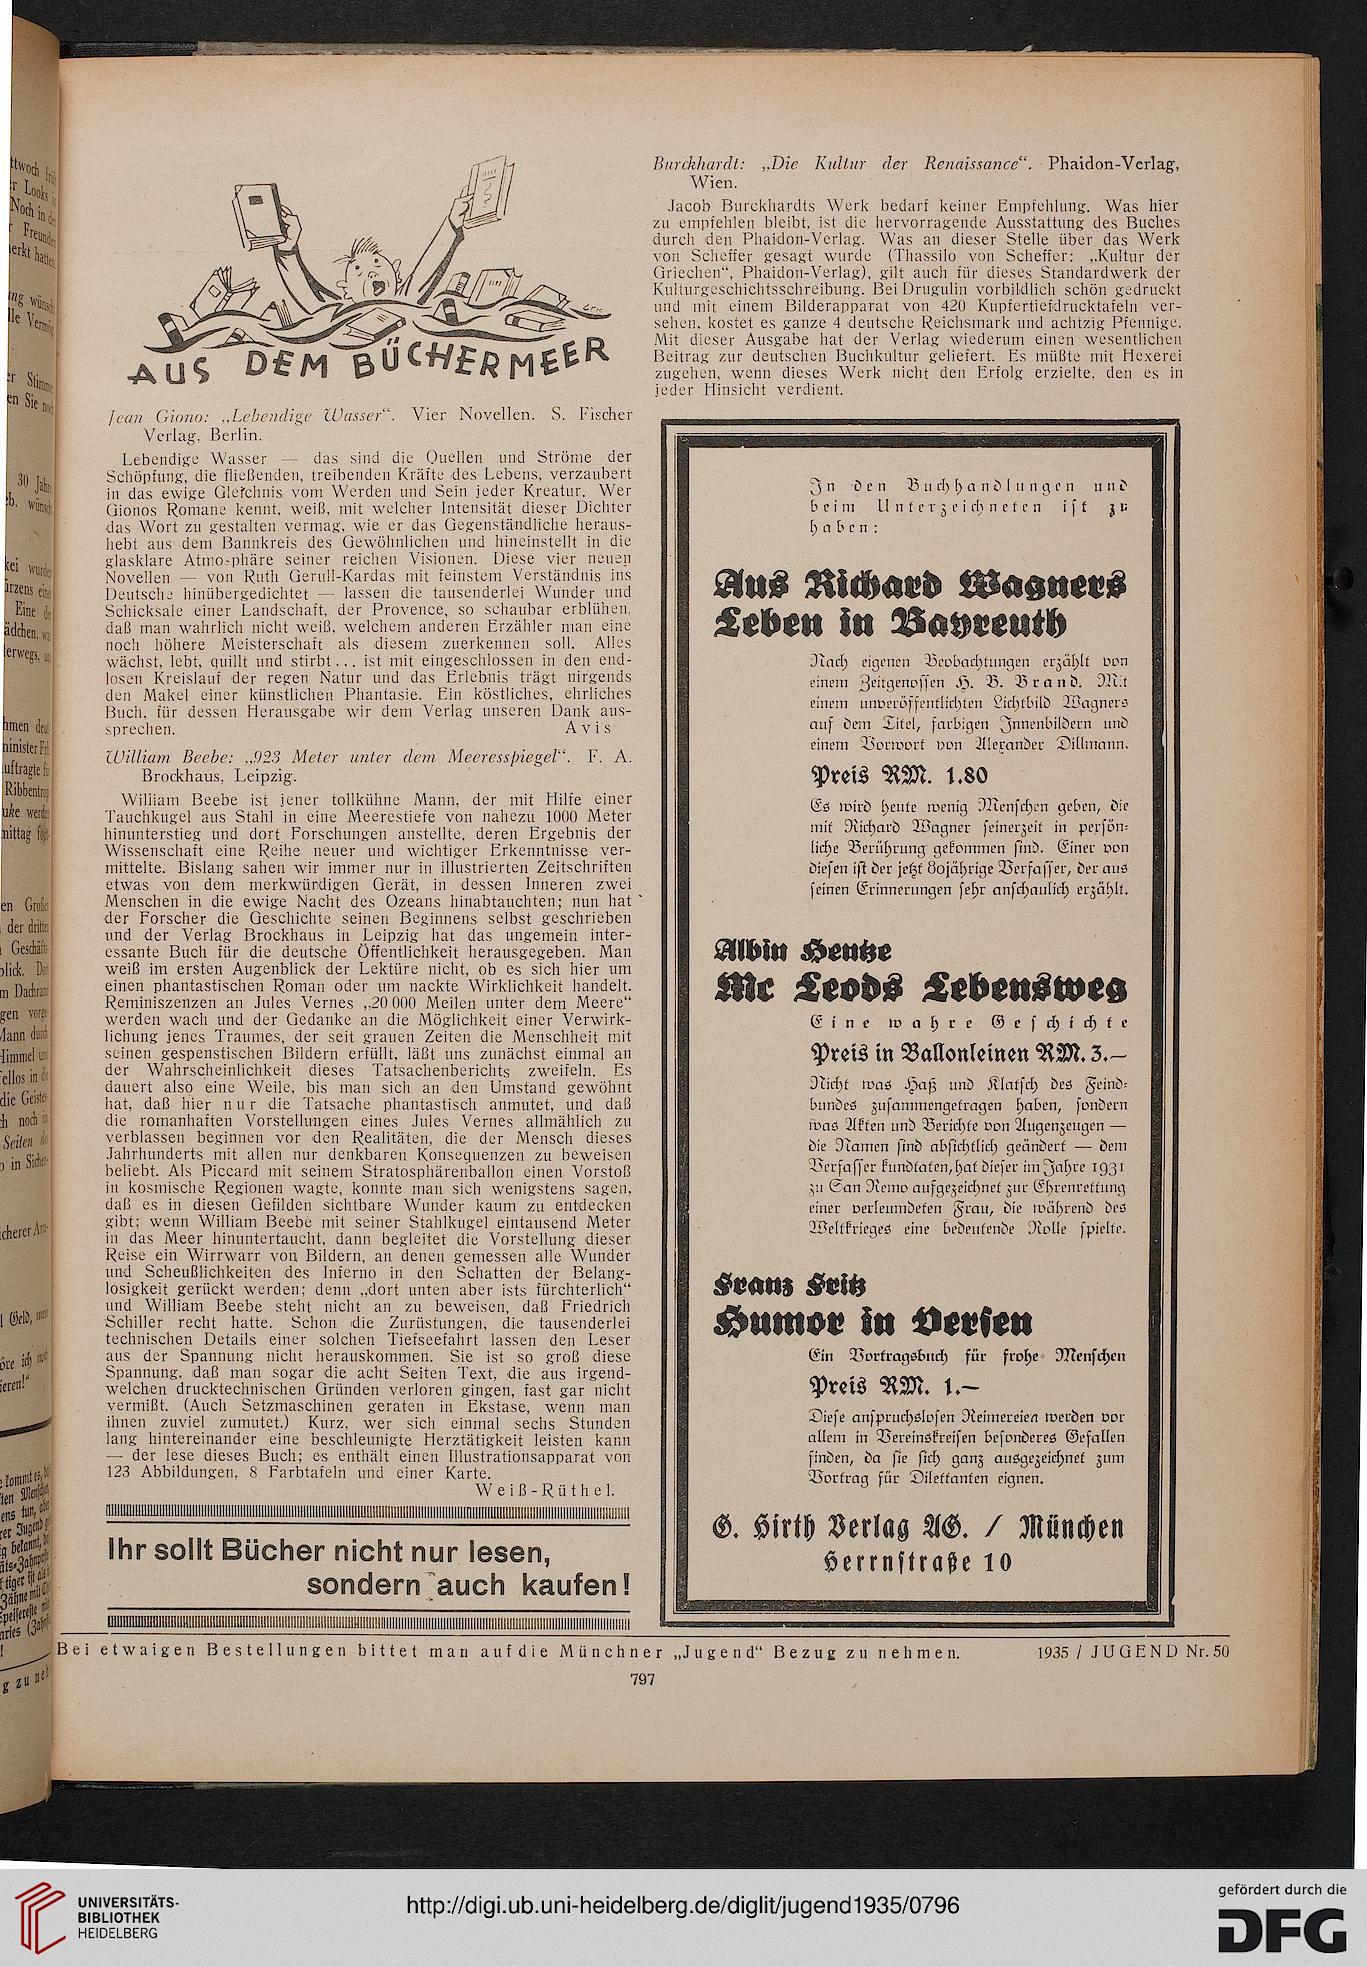 AUS DEM BÜCHERMEER
Jean Giono: „Lebendige Wasser“. Vier Novellen. S. Fischer
Verlag, Berlin.
Lebendige Wasser — das sind die Quellen und Ströme der
Schöpfung, die fließenden, treibenden Kräfte des Lebens, verzaubert
in das ewige Gleichnis vom Werden und Sein jeder Kreatur. Wer
Gionos Romane kennt, weiß, mit welcher Intensität dieser Dichter
das Wort zu gestalten vermag, wie er das Gegenständliche heraus-
hebt aus dem Bannkreis des Gewöhnlichen und hineinstellt in die
glasklare Atmosphäre seiner reichen Visionen. Diese vier neuen
Novellen — von Ruth Gerull-Kardas mit feinstem Verständnis ins
Deutsche hinübergedichtet — lassen die tausenderlei Wunder und
Schicksale einer Landschaft, der Provence, so schaubar erblühen,
daß man wahrlich nicht weiß, welchem anderen Erzähler man eine
noch höhere Meisterschaft als diesem zuerkennen soll. Alles
wächst, lebt, quillt und stirbt... ist mit eingeschlossen in den end-
losen Kreislauf der regen Natur und das Erlebnis trägt nirgends
den Makel einer künstlichen Phantasie. Ein köstliches, ehrliches
Buch, für dessen Herausgabe wir dem Verlag unseren Dank aus-
sprechen. Avis
William Beebe: „923 Meter unter dem Meeresspiegel“. F. A.
Brockhaus, Leipzig.
William Beebe ist jener tollkühne Mann, der mit Hilfe einer
Tauchkugel aus Stahl in eine Meerestiefe von nahezu 1000 Meter
hinunterstieg und dort Forschungen anstellte, deren Ergebnis der
Wissenschaft eine Reihe neuer und wichtiger Erkenntnisse ver-
mittelte. Bislang sahen wir immer nur in illustrierten Zeitschriften
etwas von dem merkwürdigen Gerät, in dessen Inneren zwei
Menschen in die ewige Nacht des Ozeans hinabtauchten; nun hat
der Forscher die Geschichte seinen Beginnens selbst geschrieben
und der Verlag Brockhaus in Leipzig hat das ungemein inter-
essante Buch für die deutsche Öffentlichkeit herausgegeben. Man
weiß im ersten Augenblick der Lektüre nicht, ob es sich hier um
einen phantastischen Roman oder um nackte Wirklichkeit handelt.
Reminiszenzen an Jules Vernes „20 000 Meilen unter dem Meere“
werden wach und der Gedanke an die Möglichkeit einer Verwirk-
lichung jenes Traumes, der seit grauen Zeiten die Menschheit mit
seinen gespenstischen Bildern erfüllt, läßt uns zunächst einmal an
der Wahrscheinlichkeit dieses Tatsachenberichts zweifeln. Es
dauert also eine Weile, bis man sich an den Umstand gewöhnt
hat, daß hier nur die Tatsache phantastisch anmutet, und daß
die romanhaften Vorstellungen eines Jules Vernes allmählich zu
verblassen beginnen vor den Realitäten, die der Mensch dieses
Jahrhunderts mit allen nur denkbaren Konsequenzen zu beweisen
beliebt. Als Piccard mit seinem Stratosphärenballon einen Vorstoß
in kosmische Regionen wagte, konnte man sich wenigstens sagen,
daß es in diesen Gefilden sichtbare Wunder kaum zu entdecken
gibt; wenn William Beebe mit seiner Stahlkugel eintausend Meter
in das Meer hinuntertaucht, dann begleitet die Vorstellung dieser
Reise ein Wirrwarr von Bildern, an denen gemessen alle Wunder
und Scheußlichkeiten des Inferno in den Schatten der Belang-
losigkeit gerückt werden; denn „dort unten aber ists fürchterlich“
und William Beebe steht nicht an zu beweisen, daß Friedrich
Schiller recht hatte. Schon die Zurüstungen, die tausenderlei
technischen Details einer solchen Tiefseefahrt lassen den Leser
aus der Spannung nicht herauskommen. Sie ist so groß diese
Spannung, daß man sogar die acht Seiten Text, die aus irgend-
welchen drucktechnischen Gründen verloren gingen, fast gar nicht
vermißt. (Auch Setzmaschinen geraten in Ekstase, wenn man
ihnen zuviel zumutet.) Kurz, wer sich einmal sechs Stunden
lang hintereinander eine beschleunigte Herztätigkeit leisten kann
— der lese dieses Buch; es enthält einen Illustrationsapparat von
123 Abbildungen, 8 Farbtafeln und einer Karte.
Weiß-Rüthel.
Ihr sollt Bücher nicht nur lesen,
sondern auch kaufen!
Burckhardt: „Die Kultur der Renaissance“. Phaidon-Verlag,
Wien.
Jacob Burckhardts Werk bedarf keiner Empfehlung. Was hier
zu empfehlen bleibt, ist die hervorragende Ausstattung des Buches
durch den Phaidon-Verlag. Was an dieser Stelle über das Werk
von Scheffer gesagt wurde (Thassilo von Scheffer: „Kultur der
Griechen“, Phaidon-Verlag), gilt auch für dieses Standardwerk der
Kulturgeschichtsschreibung. Bei Drugulin vorbildlich schön gedruckt
und mit einem Bilderapparat von 420 Kupfertiefdrucktafeln ver-
sehen, kostet es ganze 4 deutsche Reichsmark und achtzig Pfennige.
Mit dieser Ausgabe hat der Verlag wiederum einen wesentlichen
Beitrag zur deutschen Buchkultur geliefert. Es müßte mit Hexerei
zugehen, wenn dieses Werk nicht den Erfolg erzielte, den es in
jeder Hinsicht verdient.
In den Buchhandlungen und
beim Unterzeichneten ist zu
haben:
Aus Richard Wagners
Leben in Bayreuth
Nach eigenen Beobachtungen erzählt von
einem Zeitgenossen H. B. Brand. Mit
einem unveröffentlichten Lichtbild Wagners
auf dem Titel, farbigen Innenbildern und
einem Vorwort von Alexander Dillmann.
Preis RM. 1.80
Es wird heute wenig Menschen geben, die
mit Richard Wagner seinerzeit in persön-
liche Berührung gekommen sind. Einer von
diesen ist der jetzt 80jährige Verfasser, der aus
seinen Erinnerungen sehr anschaulich erzählt.
Albin Hentze
Mc Leods Lebensweg
Eine wahre Geschichte
Preis in Ballonleinen RM. 3.—
Nicht was Haß und Klatsch des Feind-
bundes zusammengetragen haben, sondern
was Akten und Berichte von Augenzeugen —
die Namen sind absichtlich geändert — dem
Verfasser kundtaten, hat dieser im Jahre 1931
zu San Remo aufgezeichnet zur Ehrenrettung
einer verleumdeten Frau, die während des
Weltkrieges eine bedeutende Rolle spielte.
Franz Fritz
Humor in Versen
Ein Vortragsbuch für frohe Menschen
Preis RM. 1.—
Diese anspruchslosen Reimereien werden vor
allem in Vereinskreisen besonderes Gefallen
finden, da sie sich ganz ausgezeichnet zum
Vortrag für Dilettanten eignen.
G. Hirth Verlag AG. / München
Herrnstraße 10
Bei etwaigen Bestellungen bittet man auf die Münchner „Jugend“ Bezug zu nehmen. 1935 / JUGEND Nr. 50
797
UNIVERSITÄTS-
BIBLIOTHEK
HEIDELBERG
http://digi.ub.uni-heidelberg.de/diglit/jugend1935/0796
gefördert durch die
DFG